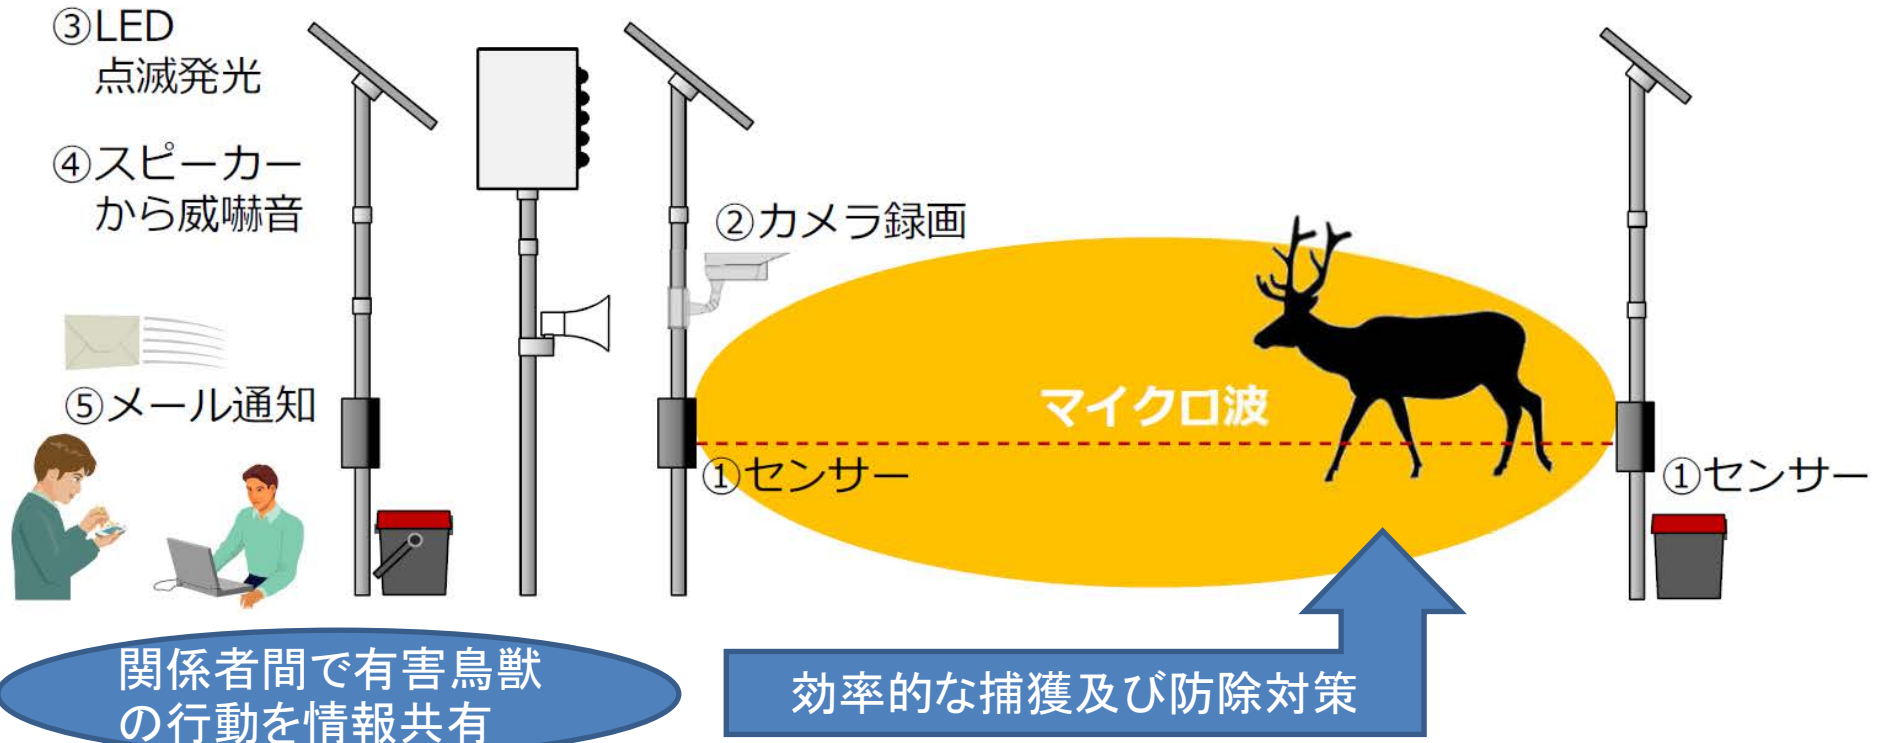 ③LED
点滅発光
④スピーカー
から威嚇音
②カメラ録画
⑤メール通知
マイクロ波
①センサー
①センサー
関係者間で有害鳥獣
の行動を情報共有
効率的な捕獲及び防除対策